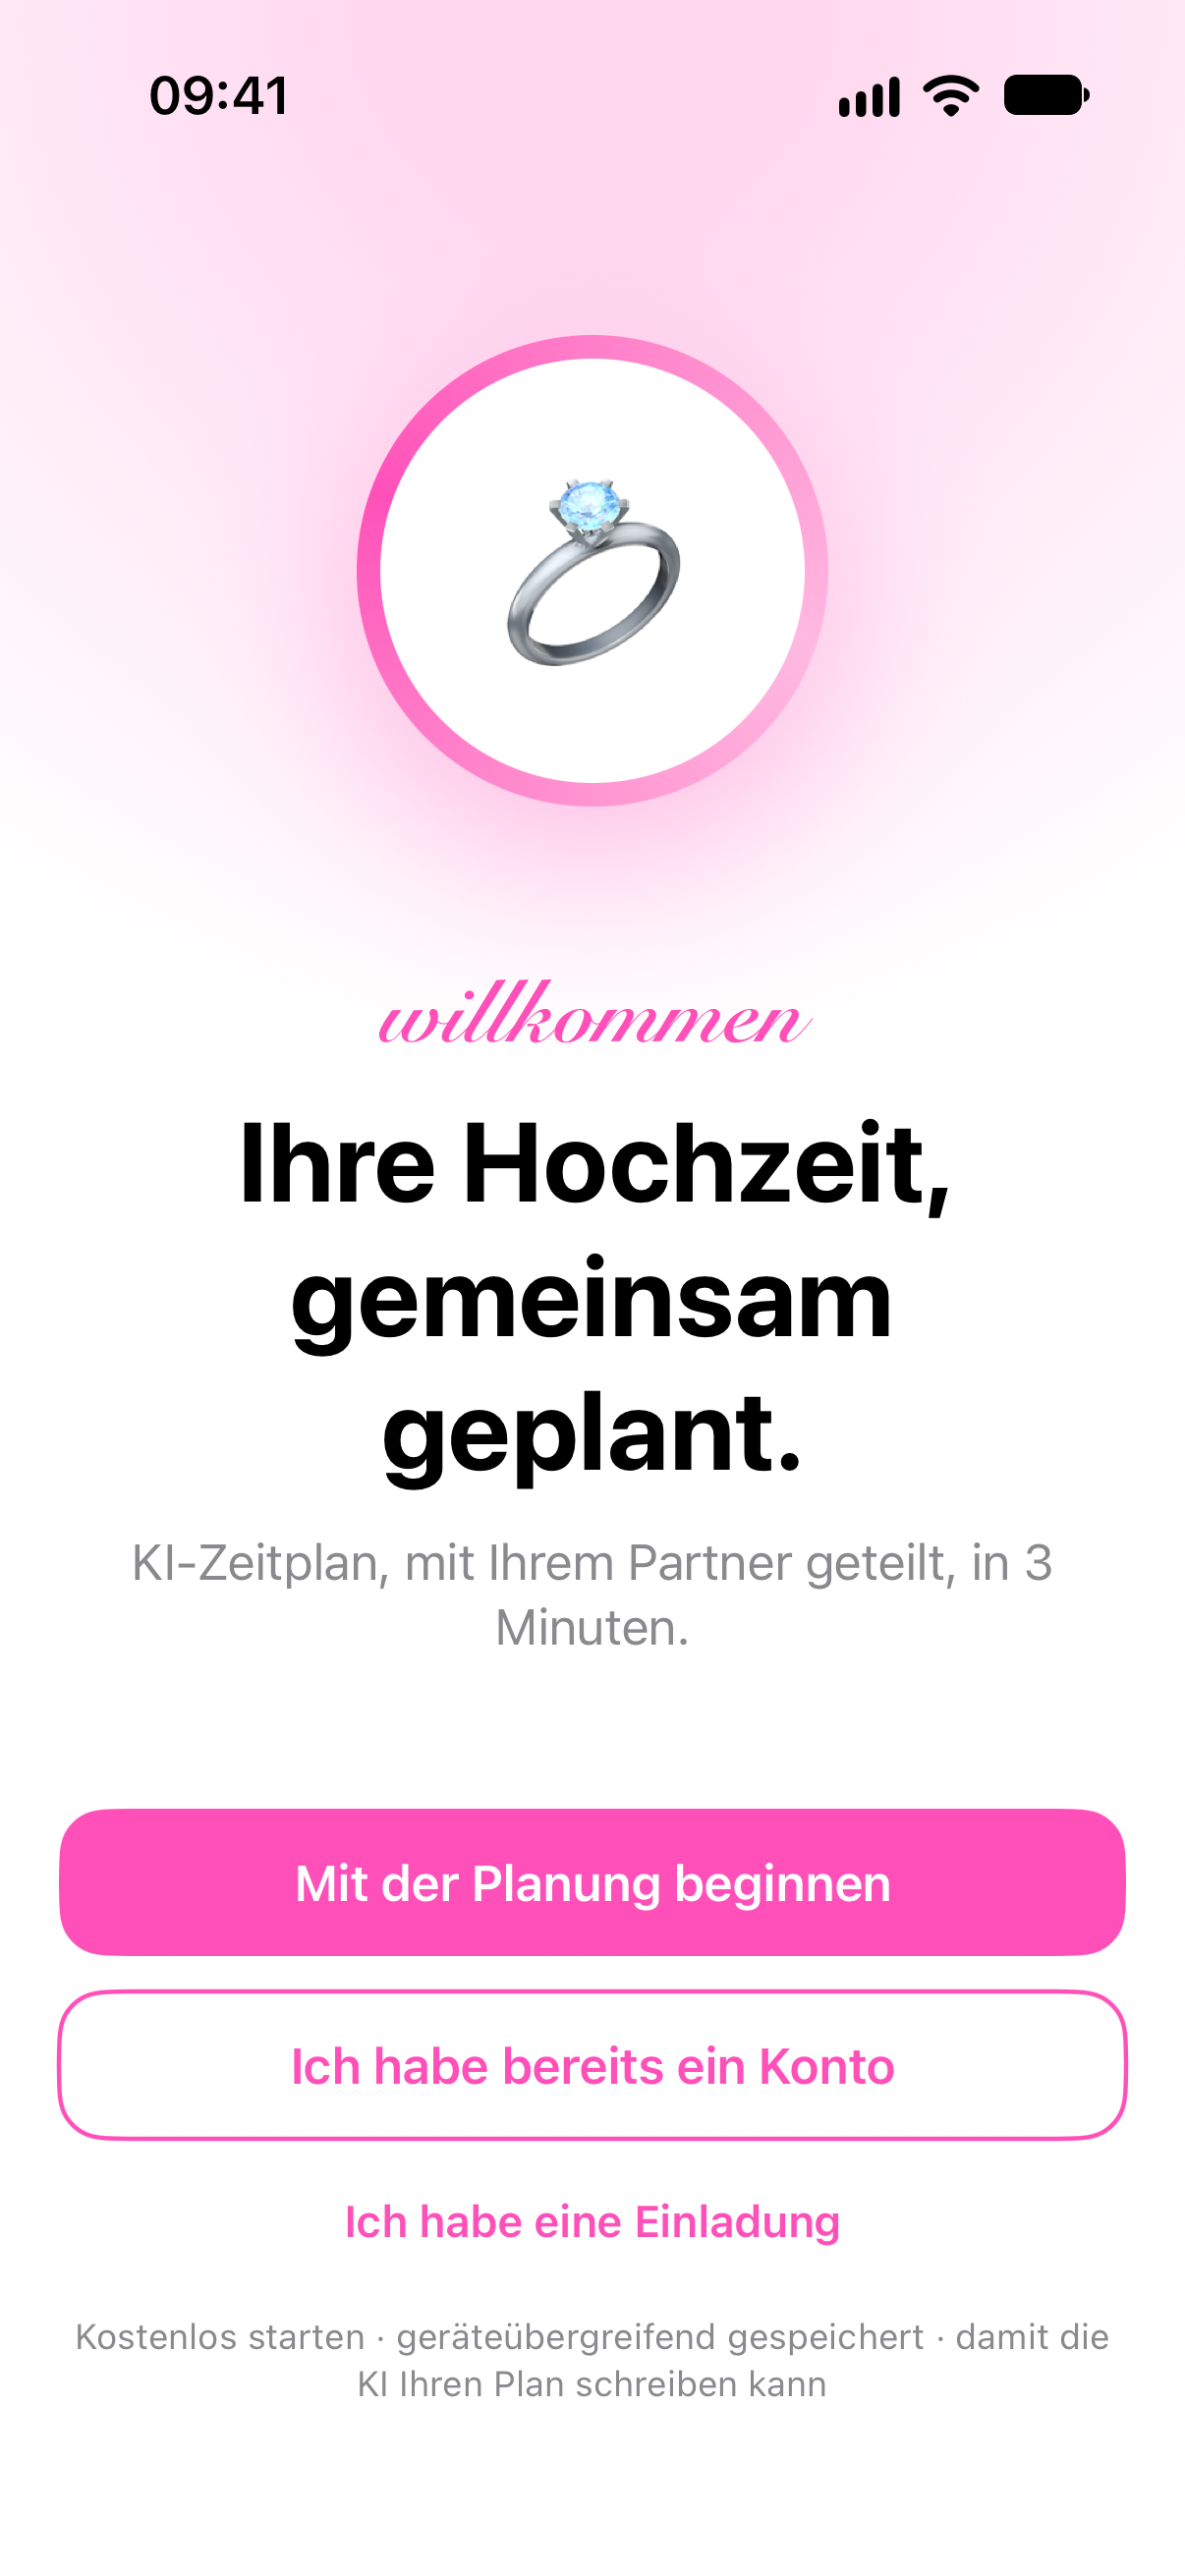 09:41
willkommen
Ihre Hochzeit,
gemeinsam
geplant.
KI-Zeitplan, mit Ihrem Partner geteilt, in 3
Minuten.
Mit der Planung beginnen
Ich habe bereits ein Konto
Ich habe eine Einladung
Kostenlos starten · geräteübergreifend gespeichert · damit die
KI Ihren Plan schreiben kann